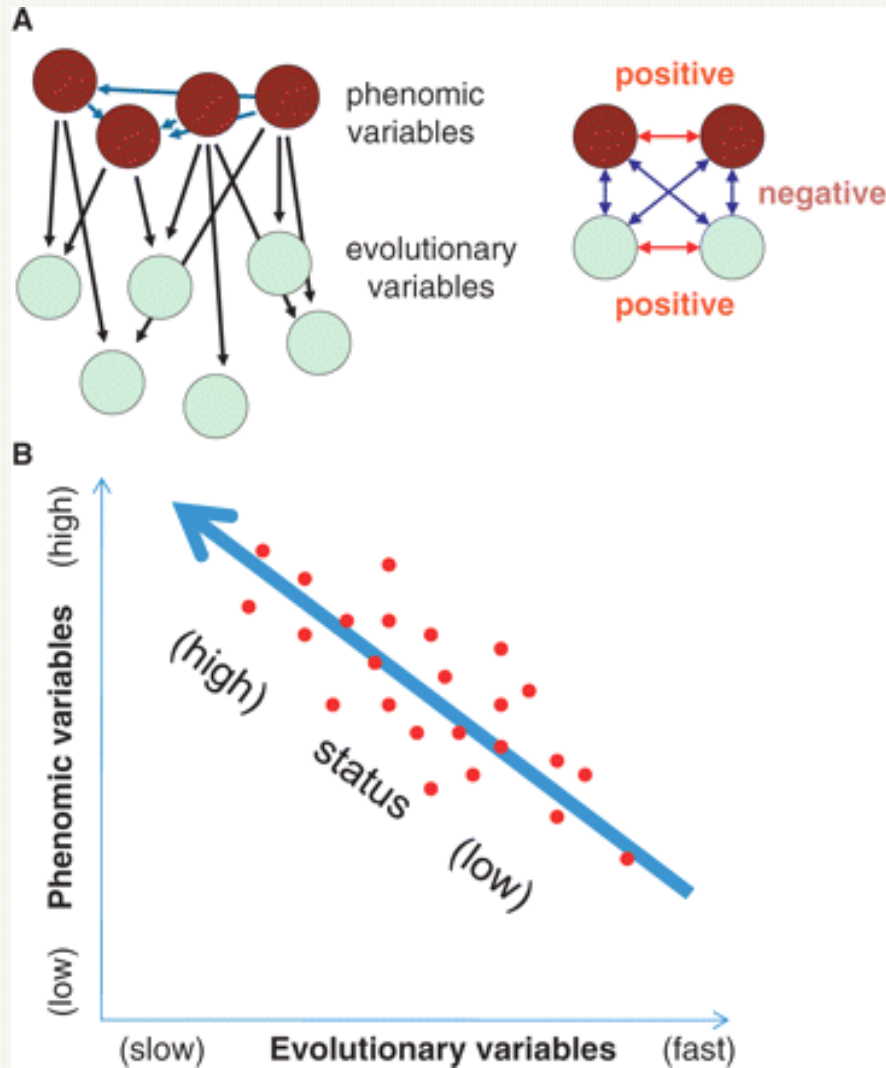 A
phenomic
variables
evolutionary
variables
positive
negative
positive
B
Phenomic variables
(high)
(low)
(high)
status
(low)
(slow)
Evolutionary variables
(fast)